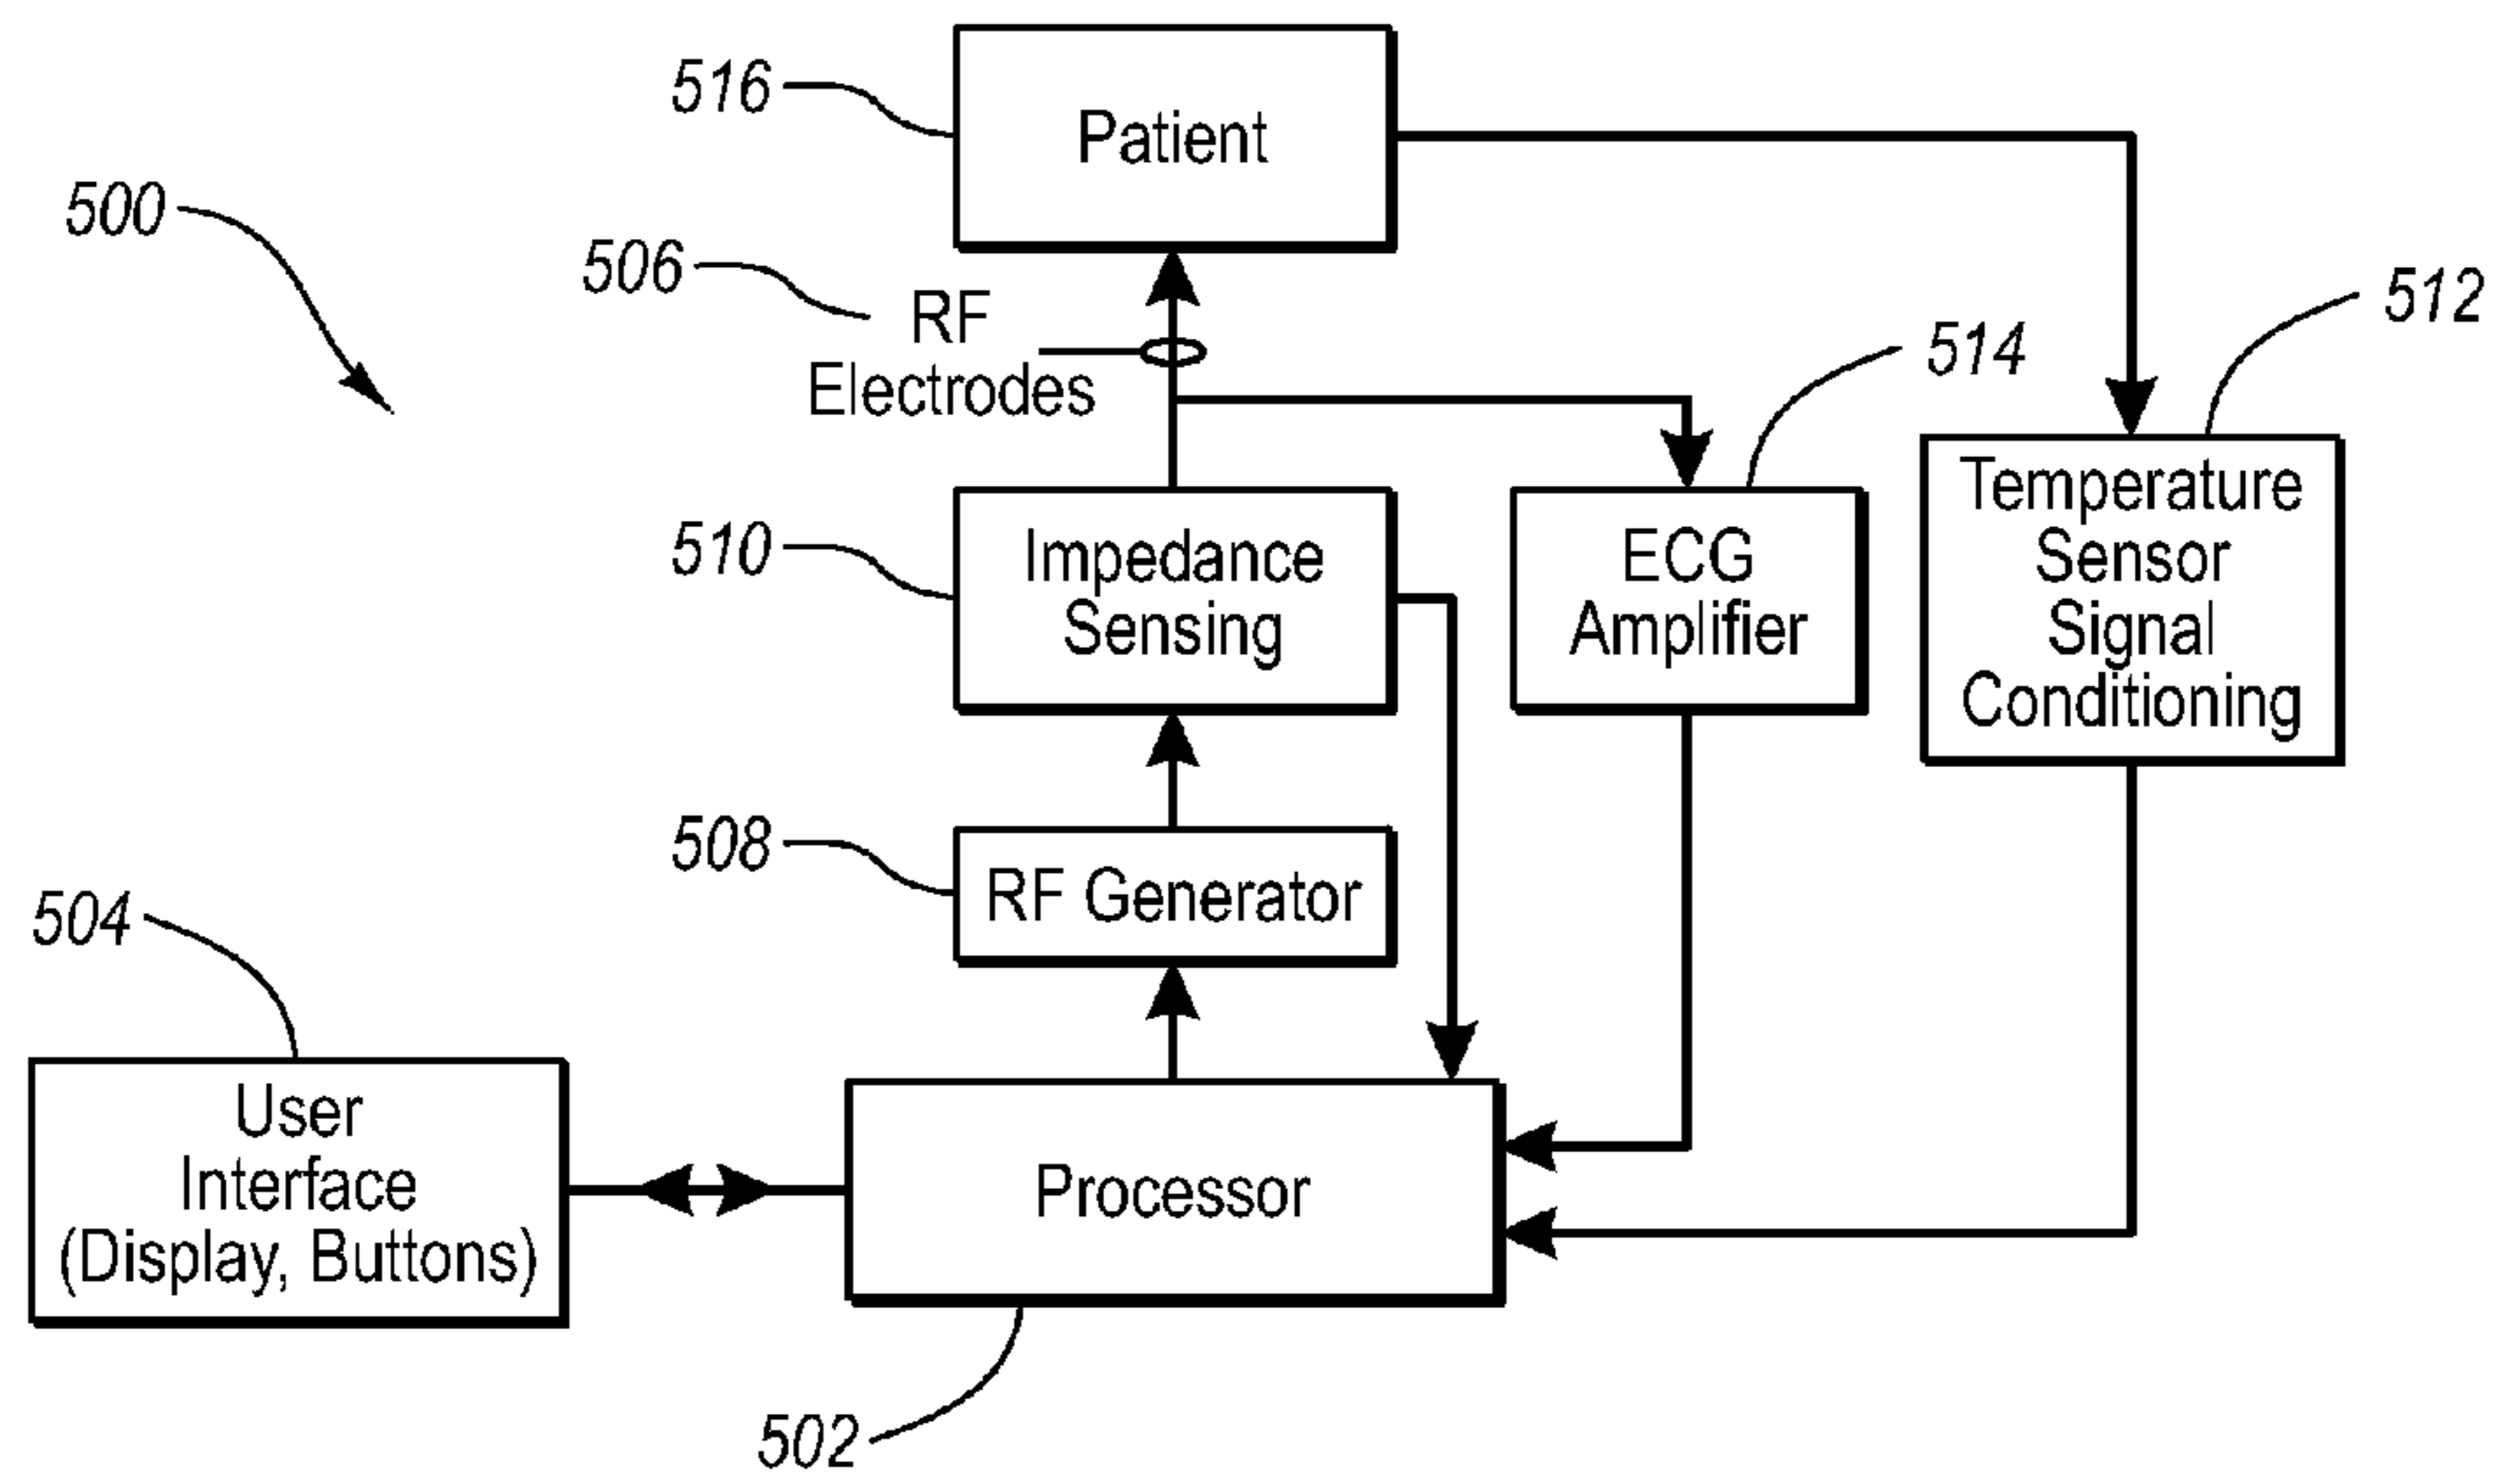 516
Patient
500
506
RF
Electrodes
512
514
510
Impedance
Sensing
ECG
Amplifier
Temperature
Sensor
Signal
Conditioning
508
RF Generator
504
User
Interface
(Display, Buttons)
Processor
502